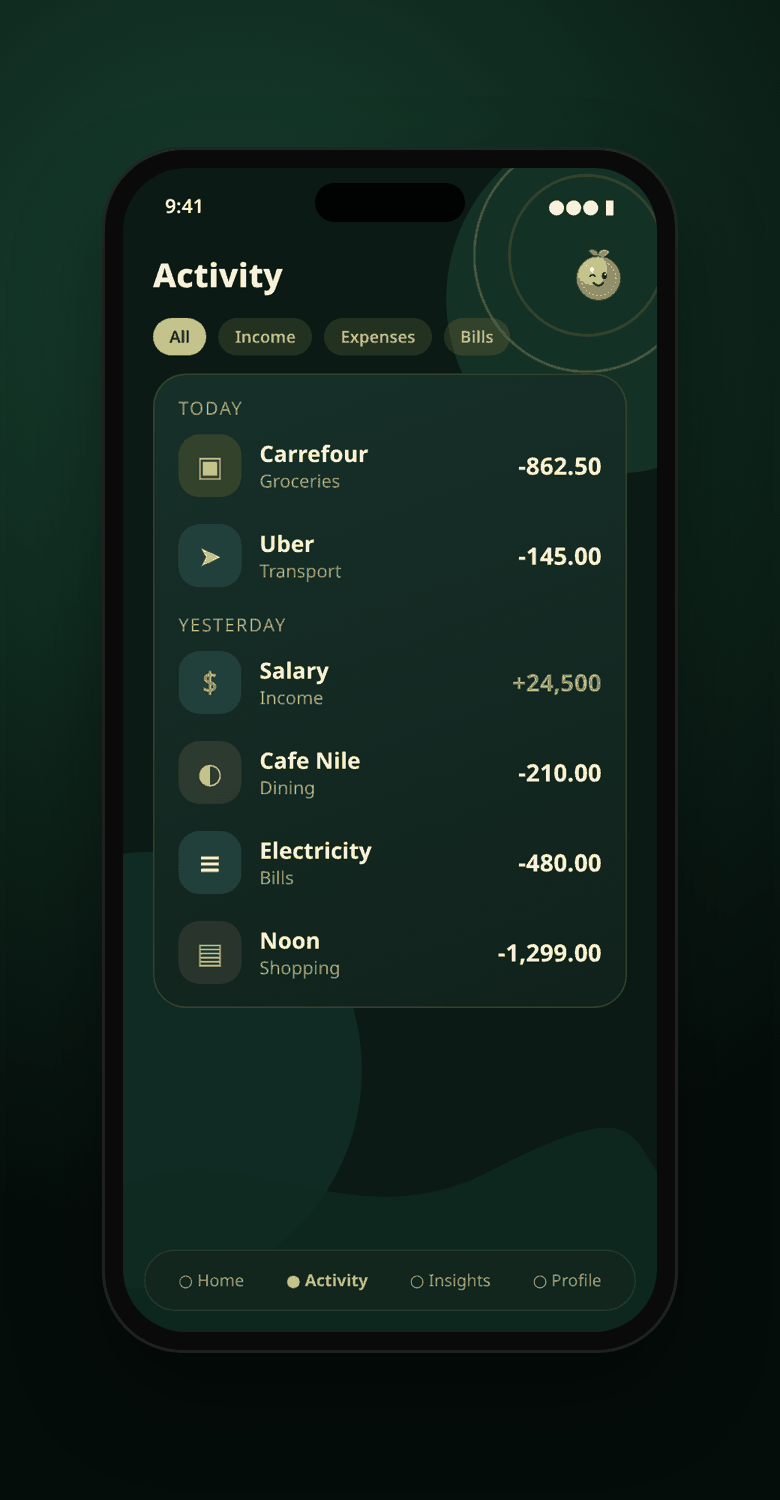 9:41
Activity
All Income Expenses Bills
TODAY
Carrefour
Groceries
-862.50
Uber
Transport
-145.00
YESTERDAY
$
Salary
Income
+24,500
Cafe Nile
Dining
-210.00
Electricity
Bills
-480.00
Noon
Shopping
-1,299.00
Home Activity Insights Profile